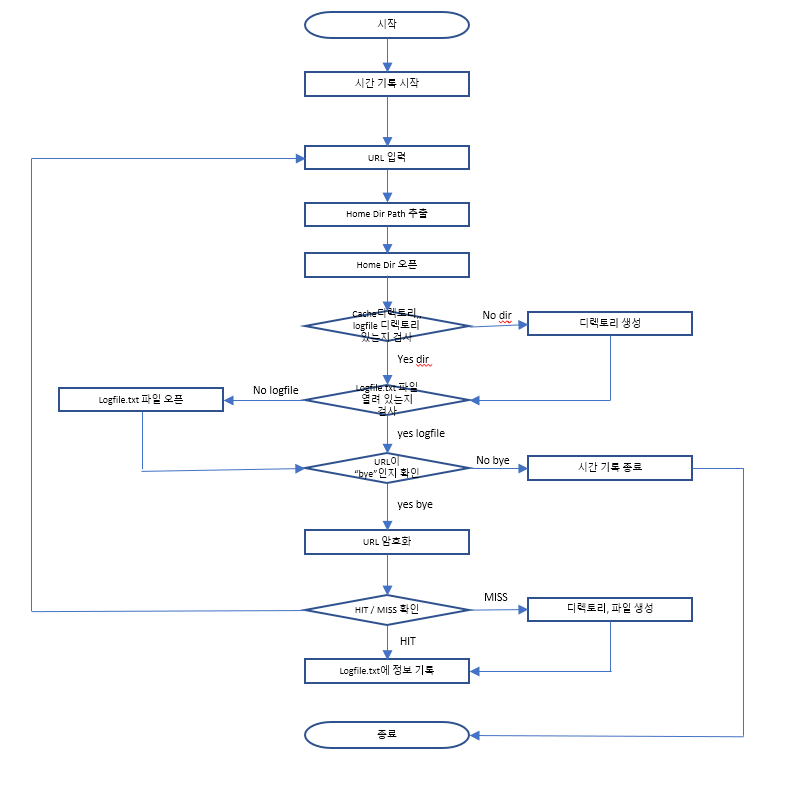 시작
시간 기록 시작
URL 입력
Home Dir Path 추출
Home Dir 오픈
Cache디렉토리,
logfile 디렉토리
있는지 검사
No dir
디렉토리 생성
Yes dir
Logfile.txt 파일
열려 있는지
검사
No logfile
Logfile.txt 파일 오픈
yes logfile
URL이
“bye”인지 확인
No bye
시간 기록 종료
yes bye
URL 암호화
HIT / MISS 확인
MISS
디렉토리, 파일 생성
HIT
Logfile.txt에 정보 기록
종료